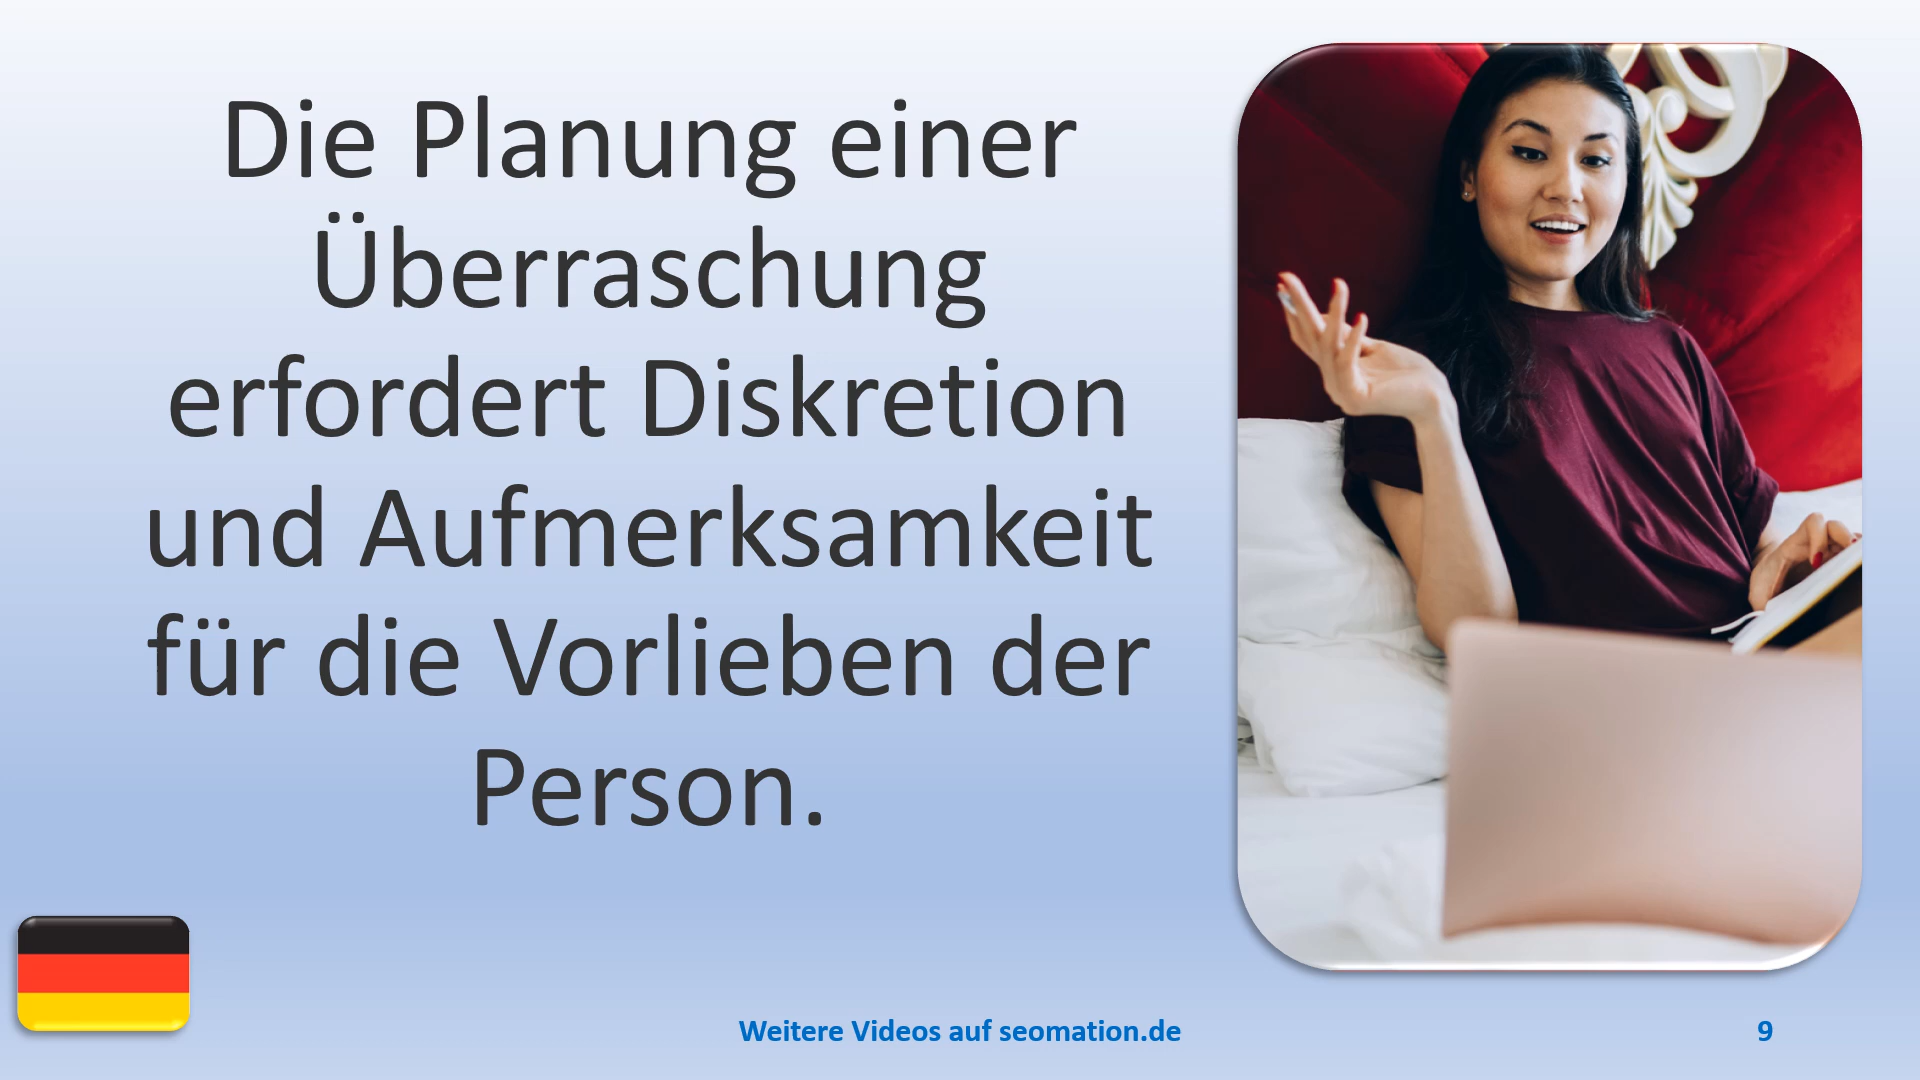 Die Planung einer
Überraschung
erfordert Diskretion
und Aufmerksamkeit
für die Vorlieben der
Person.
Weitere Videos auf seomation.de
9